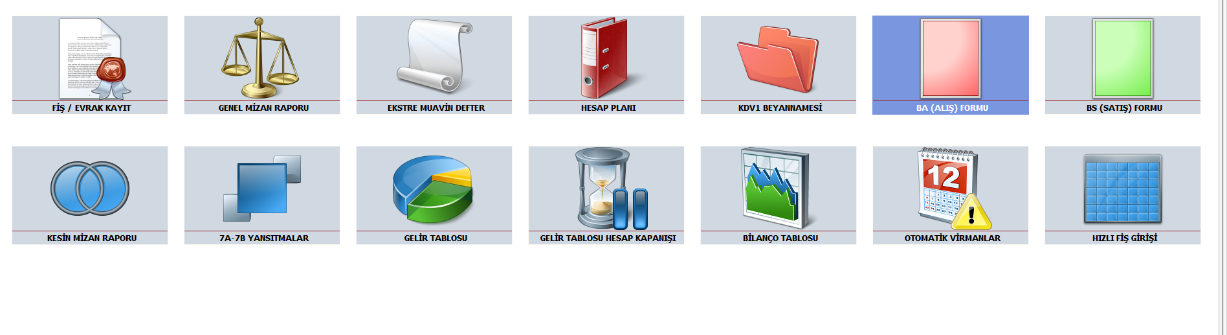 FİŞ / EVRAK KAYIT
GENEL MİZAN RAPORU
EKSTRE MUAVİN DEFTER
HESAP PLANI
KDV1 BEYANNAMESİ
BA (ALIŞ) FORMU
BS (SATIŞ) FORMU
12
KESİN MİZAN RAPORU
7A-7B YANSITMALAR
GELİR TABLOSU
GELİR TABLOSU HESAP KAPANIŞI
BİLANÇO TABLOSU
OTOMATİK VİRMANLAR
HIZLI FİŞ GİRİŞİ